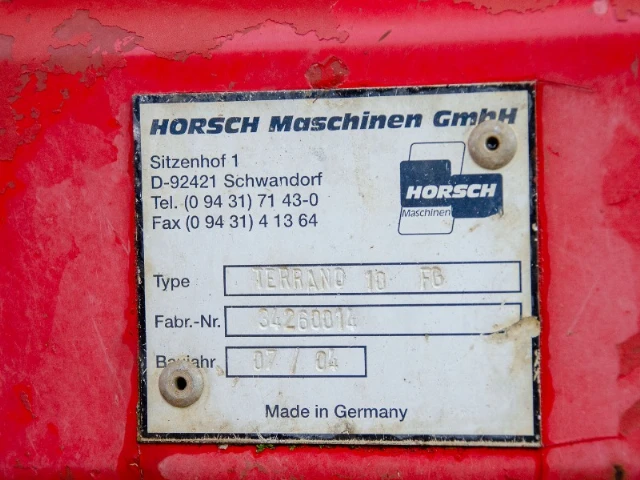 HORSCH Maschinen GmbH
Sitzenhof 1
D-92421 Schwandorf
Tel. (0 94 31) 71 43-0
Fax (0 94 31) 4 13 64
HORSCH
Maschinen
Type TERRANO 10 FG
Fabr.-Nr. 34260014
Baujahr 07 / 04
Made in Germany